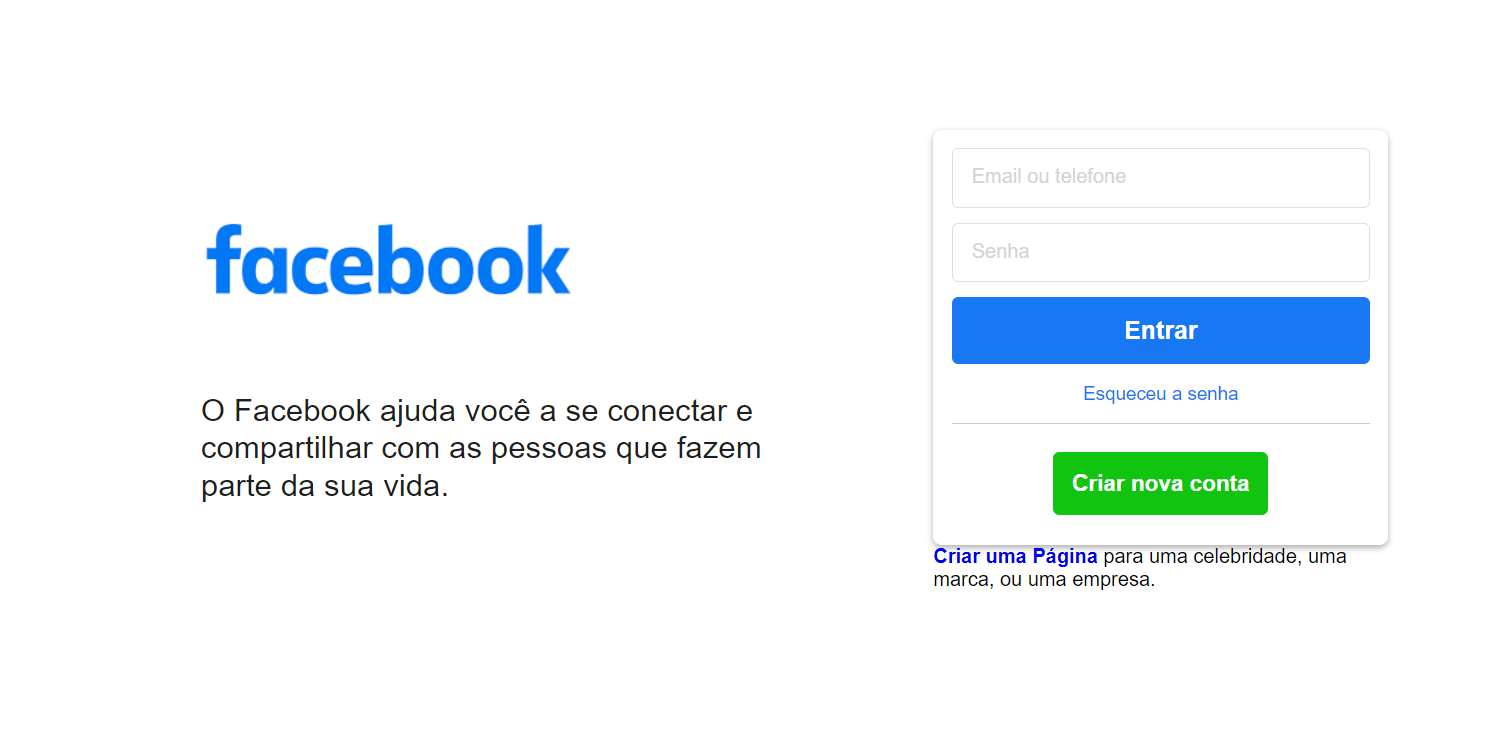 facebook
O Facebook ajuda você a se conectar e
compartilhar com as pessoas que fazem
parte da sua vida.
Email ou telefone
Senha
Entrar
Esqueceu a senha
Criar nova conta
Criar uma Página para uma celebridade, uma
marca, ou uma empresa.